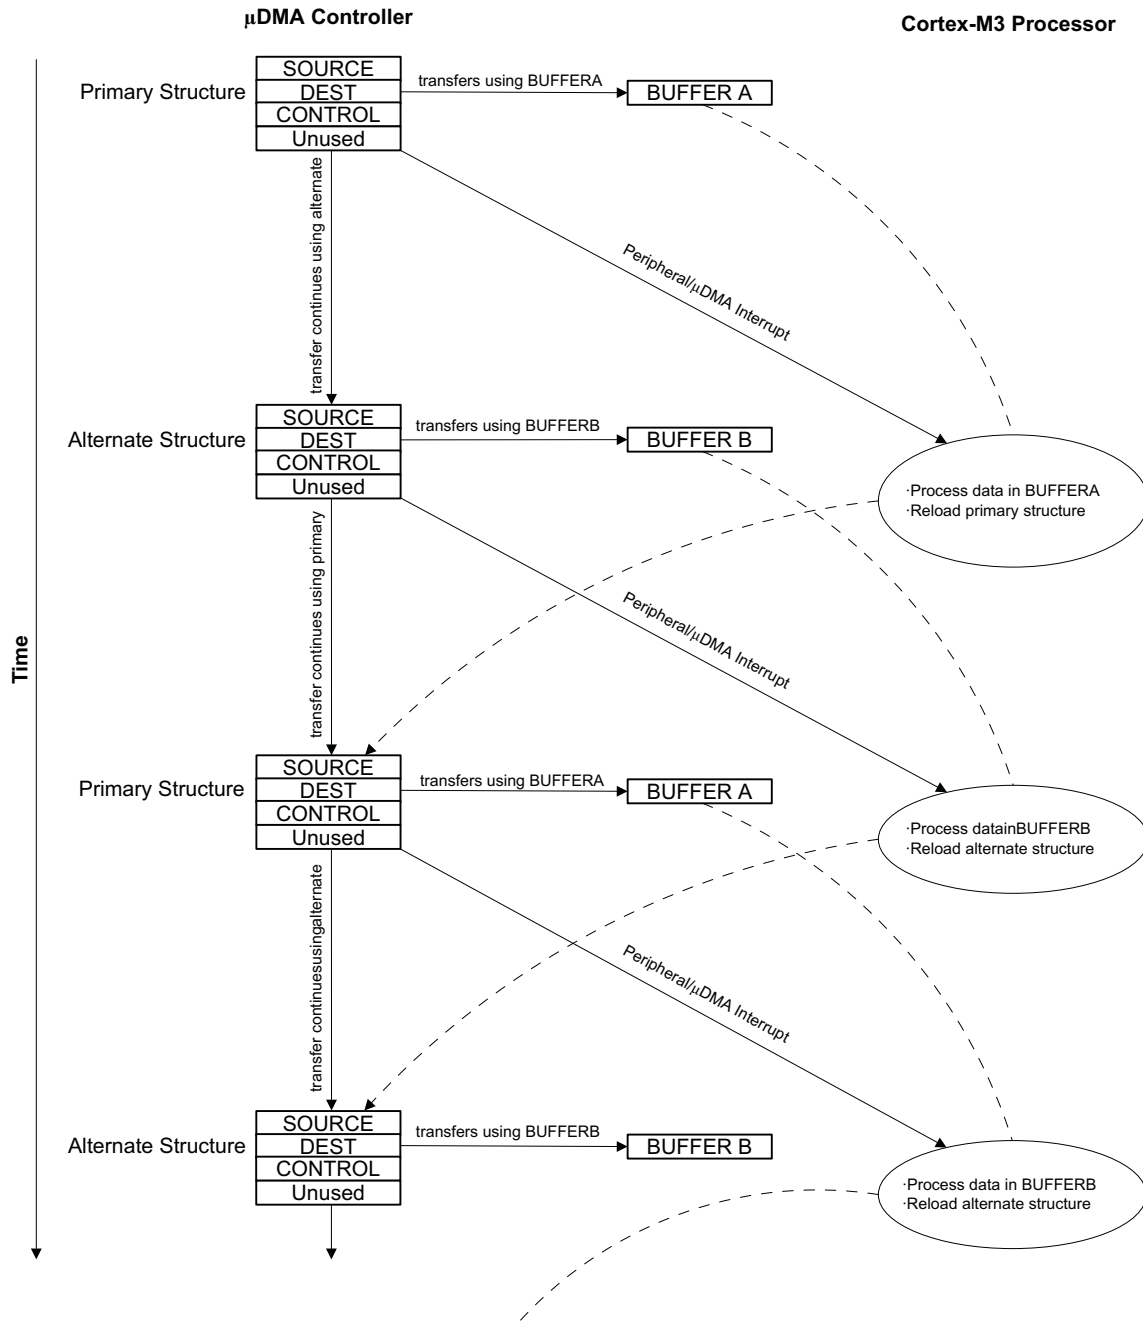 μDMA Controller
Cortex-M3 Processor
SOURCE
Primary Structure
DEST
transfers using BUFFERA
BUFFER A
CONTROL
Unused
transfer continues using alternate
Peripheral/μDMA Interrupt
SOURCE
Alternate Structure
DEST
transfers using BUFFERB
BUFFER B
CONTROL
Unused
·Process data in BUFFERA
·Reload primary structure
transfer continues using primary
Peripheral/μDMA Interrupt
Time
SOURCE
Primary Structure
DEST
transfers using BUFFERA
BUFFER A
CONTROL
Unused
·Process datainBUFFERB
·Reload alternate structure
transfer continuesusingalternate
Peripheral/μDMA Interrupt
SOURCE
Alternate Structure
DEST
transfers using BUFFERB
BUFFER B
CONTROL
Unused
·Process data in BUFFERB
·Reload alternate structure